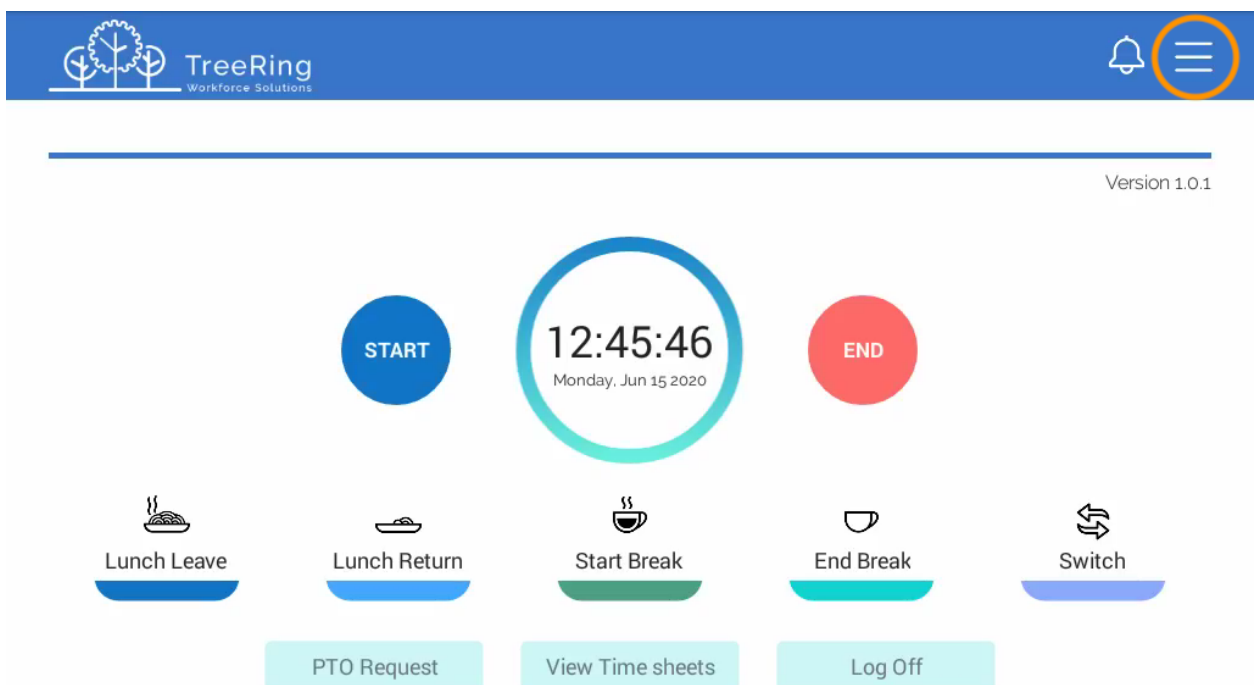 TreeRing
Workforce Solutions
Version 1.0.1
START
12:45:46
Monday, Jun 15 2020
END
Lunch Leave
Lunch Return
Start Break
End Break
Switch
PTO Request
View Time sheets
Log Off